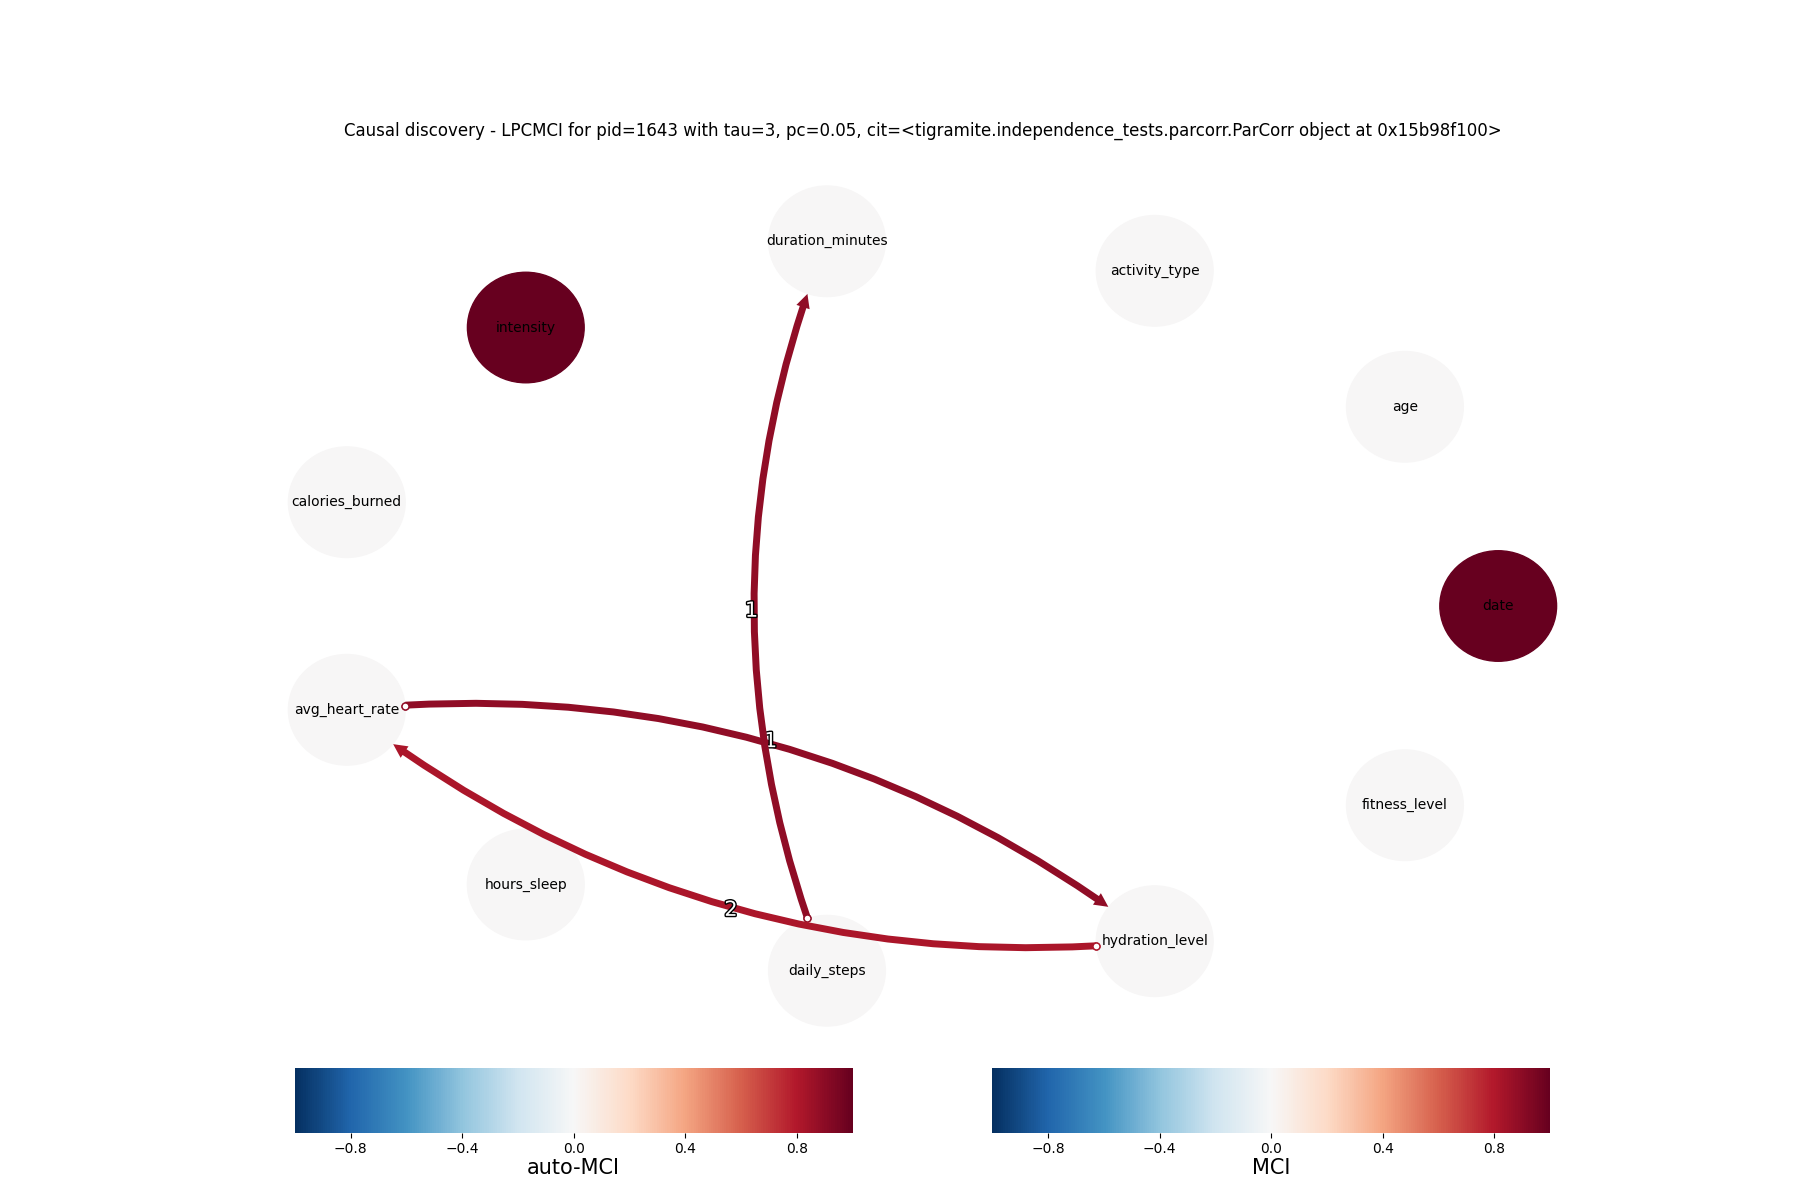 Causal discovery - LPCMCI for pid=1643 with tau=3, pc=0.05, cit=<tigramite.independence_tests.parcorr.ParCorr object at 0x15b98f100>
duration_minutes
activity_type
intensity
age
calories_burned
date
1
avg_heart_rate
1
fitness_level
hours_sleep
2
hydration_level
daily_steps
−0.8 −0.4 0.0 0.4 0.8
auto-MCI
−0.8 −0.4 0.0 0.4 0.8
MCI